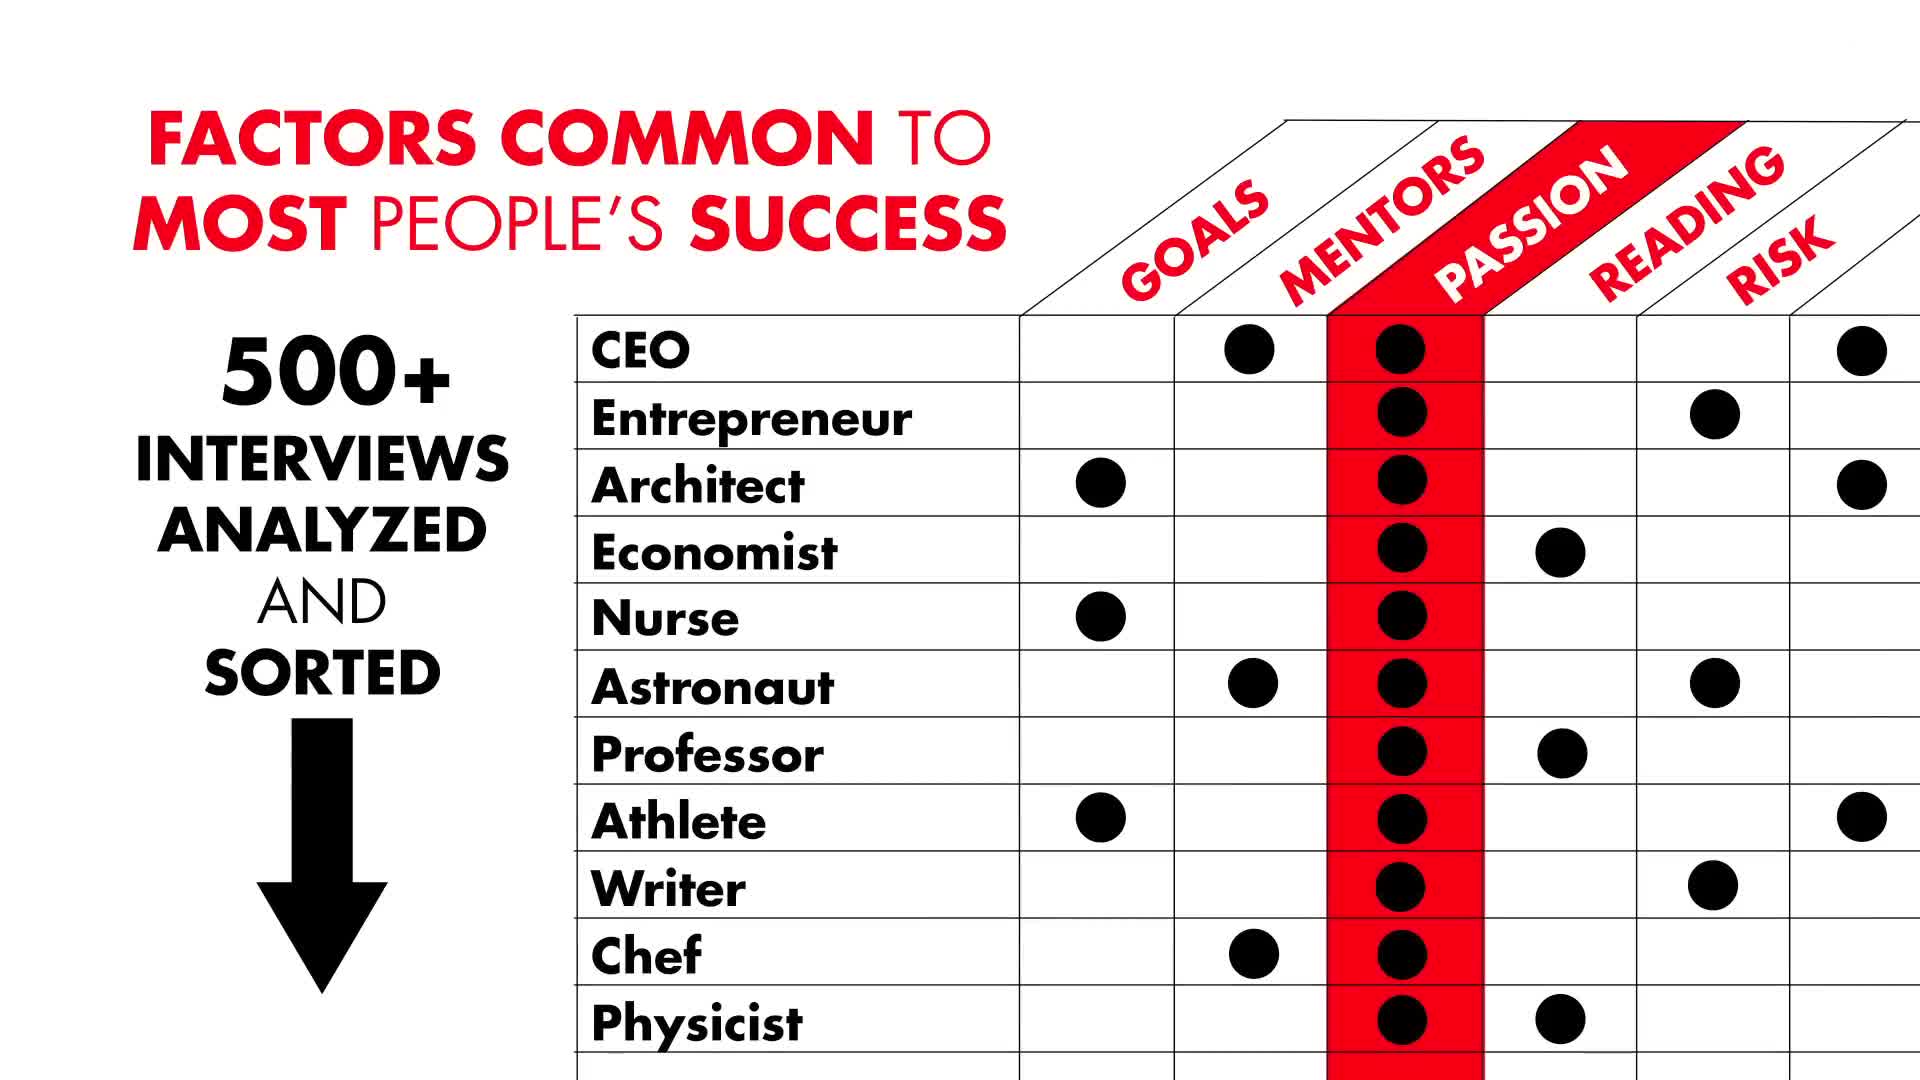 FACTORS COMMON TO
MOST PEOPLE'S SUCCESS
500+
INTERVIEWS
ANALYZED
AND
SORTED
GOALS
MENTORS
PASSION
READING
RISK
CEO
Entrepreneur
Architect
Economist
Nurse
Astronaut
Professor
Athlete
Writer
Chef
Physicist